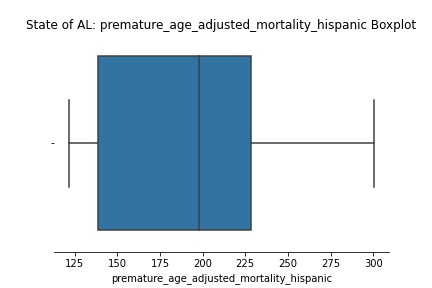 State of AL: premature_age_adjusted_mortality_hispanic Boxplot
-
125 150 175 200 225 250 275 300
premature_age_adjusted_mortality_hispanic